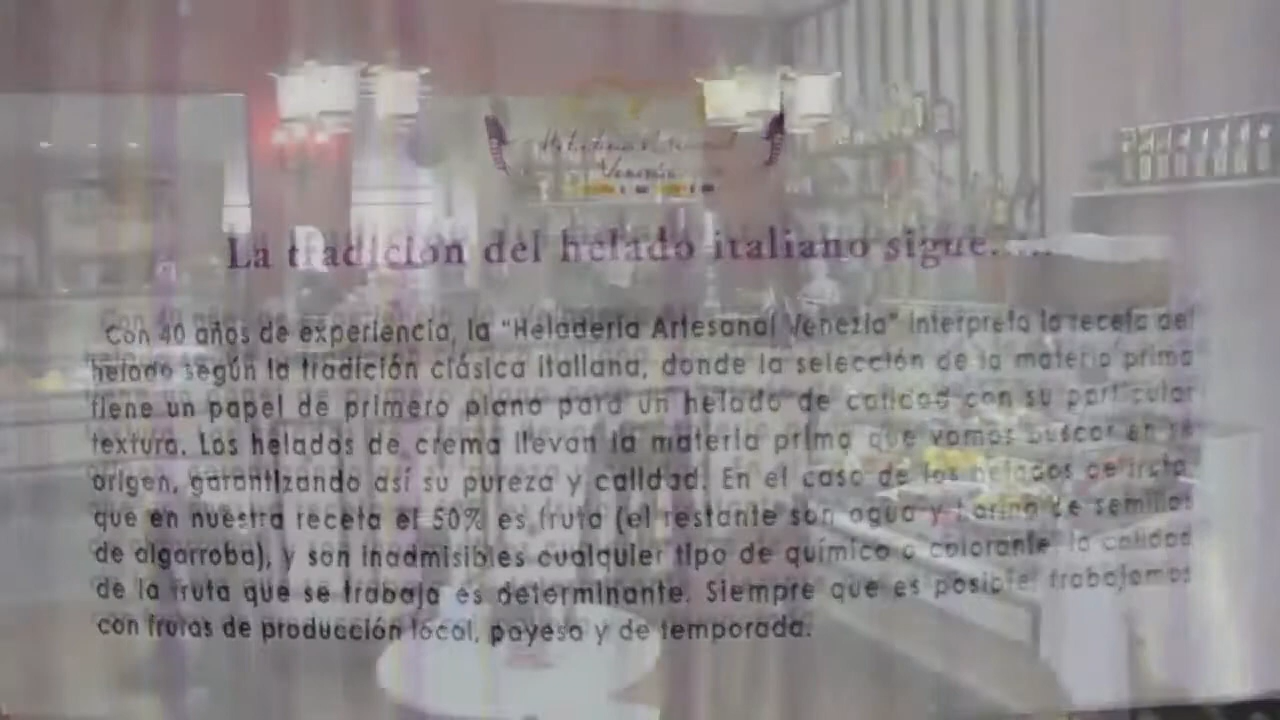 Heladería Artesanal
Venezia
La tradición del helado italiano sigue.....
Con 40 años de experiencia, la "Heladería Artesanal Venezia" interpreta la receta del
helado según la tradición clásica italiana, donde la selección de la materia prima
tiene un papel de primero plano para un helado de calidad con su particular
textura. Los helados de crema llevan la materia prima que vamos buscar en su
origen, garantizando así su pureza y calidad. En el caso de los helados de fruta,
que en nuestra receta el 50% es fruta (el restante son agua y harina de semillas
de algarroba), y son inadmisibles cualquier tipo de químico o colorante, la calidad
de la fruta que se trabaja es determinante. Siempre que es posible, trabajamos
con frutas de producción local, payesa y de temporada.